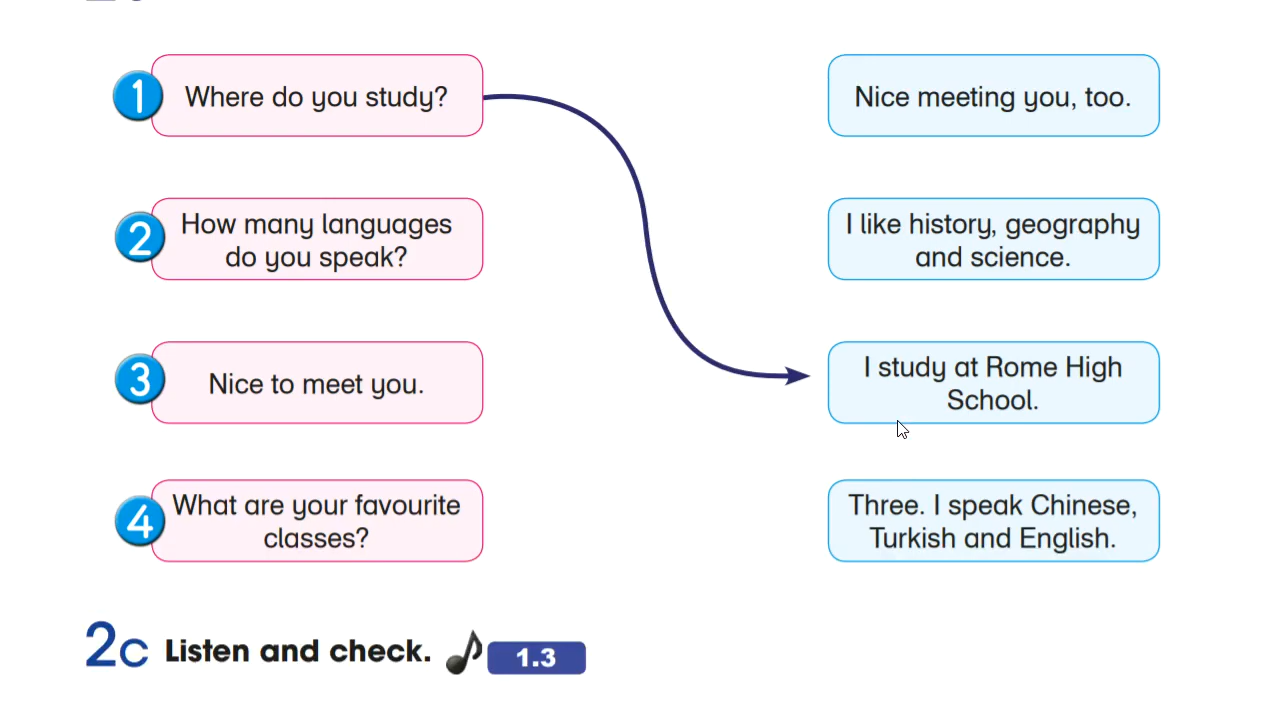 1
Where do you study?
Nice meeting you, too.
2
How many languages
do you speak?
I like history, geography
and science.
3
Nice to meet you.
I study at Rome High
School.
4
What are your favourite
classes?
Three. I speak Chinese,
Turkish and English.
2c Listen and check. 1.3